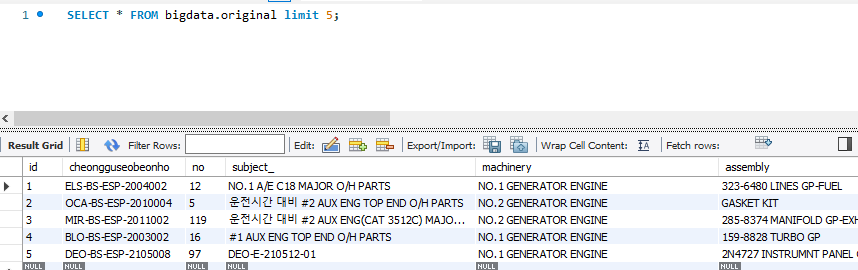 1 SELECT * FROM bigdata.original limit 5;
Result Grid Filter Rows: Edit: Export/Import: Wrap Cell Content: Fetch rows:
id cheongguseobeonho no subject_ machinery assembly
1 ELS-BS-ESP-2004002 12 NO.1 A/E C18 MAJOR O/H PARTS NO.1 GENERATOR ENGINE 323-6480 LINES GP-FUEL
2 OCA-BS-ESP-2010004 5 운전시간 대비 #2 AUX ENG TOP END O/H PARTS NO.2 GENERATOR ENGINE GASKET KIT
3 MIR-BS-ESP-2011002 119 운전시간 대비 #2 AUX ENG(CAT 3512C) MAJO... NO.2 GENERATOR ENGINE 285-8374 MANIFOLD GP-EXH
4 BLO-BS-ESP-2003002 16 #1 AUX ENG TOP END O/H PARTS NO.1 GENERATOR ENGINE 159-8828 TURBO GP
5 DEO-BS-ESP-2105008 97 DEO-E-210512-01 NO.1 GENERATOR ENGINE 2N4727 INSTRUMNT PANEL
NULL NULL NULL NULL NULL NULL